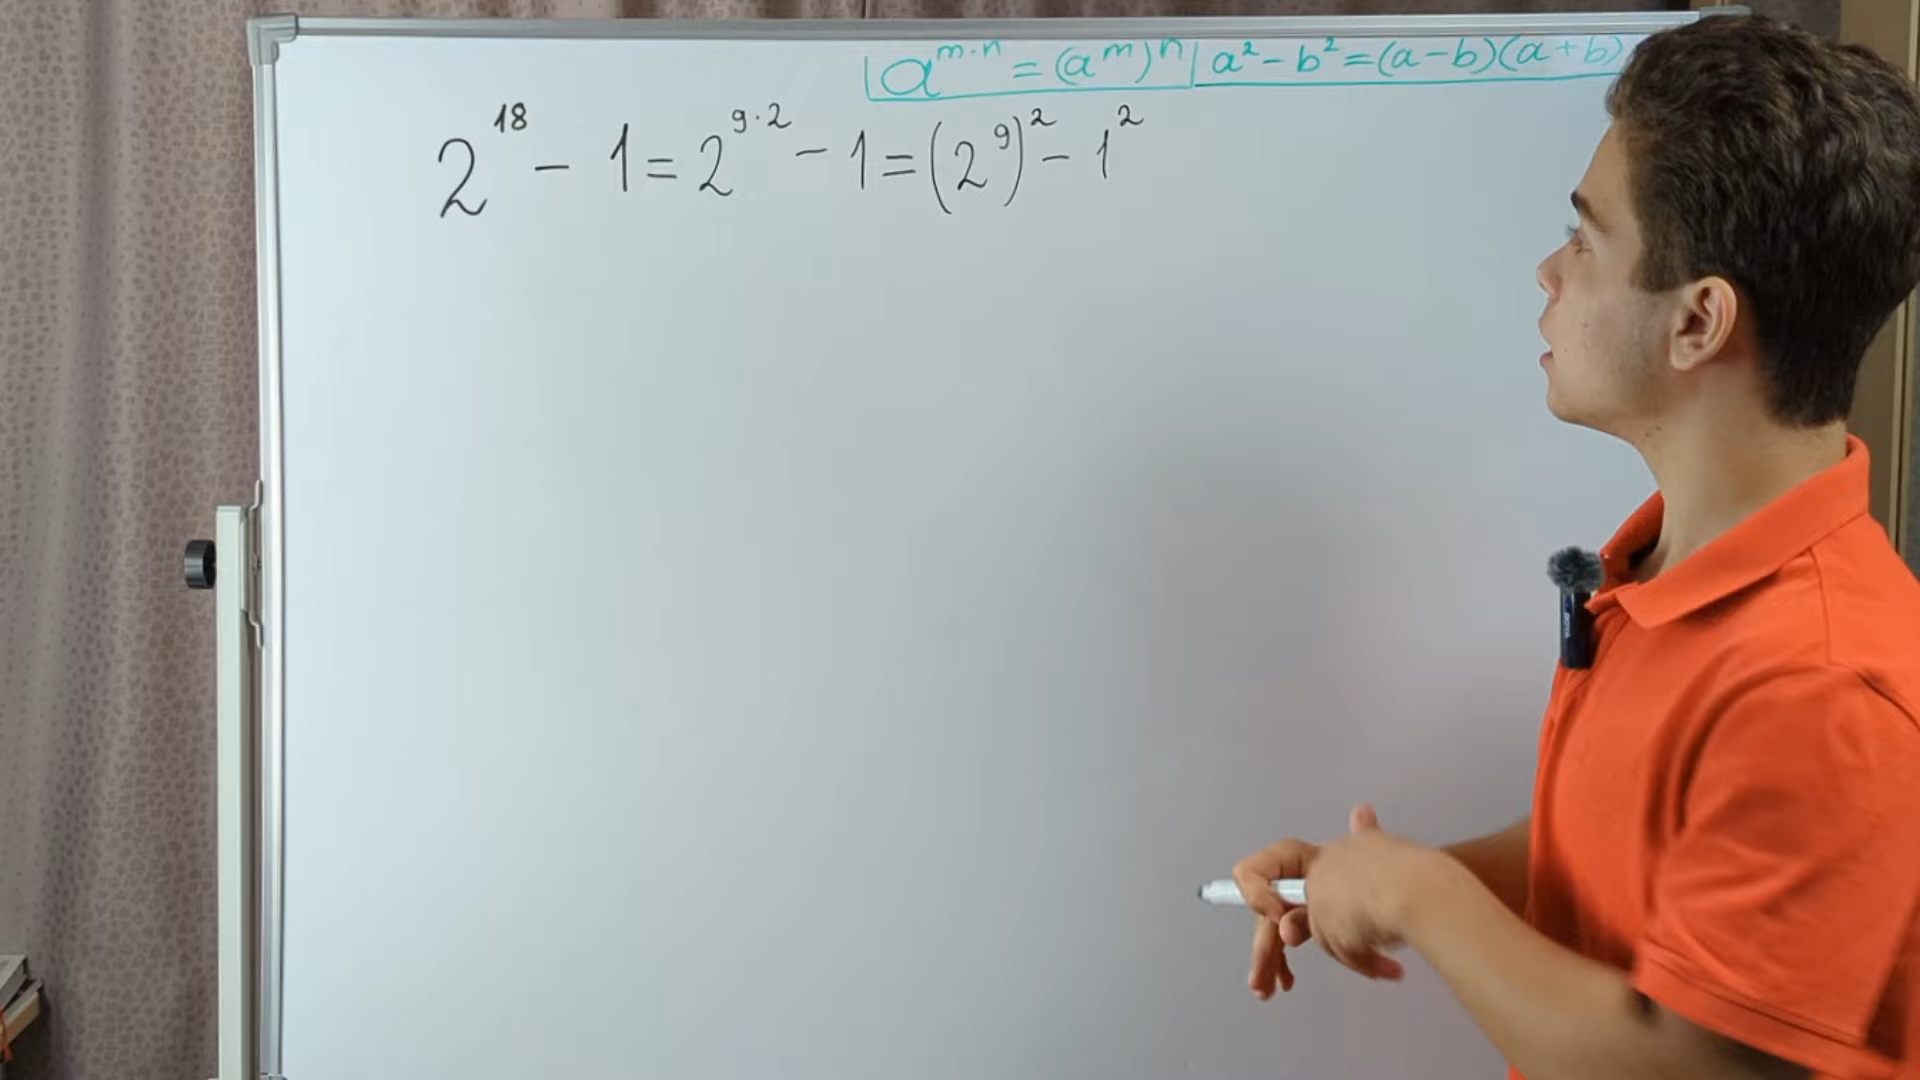 a^{m·n} = (a^m)^n | a² - b² = (a-b)(a+b)
2^{18} - 1 = 2^{9·2} - 1 = (2^9)^2 - 1^2